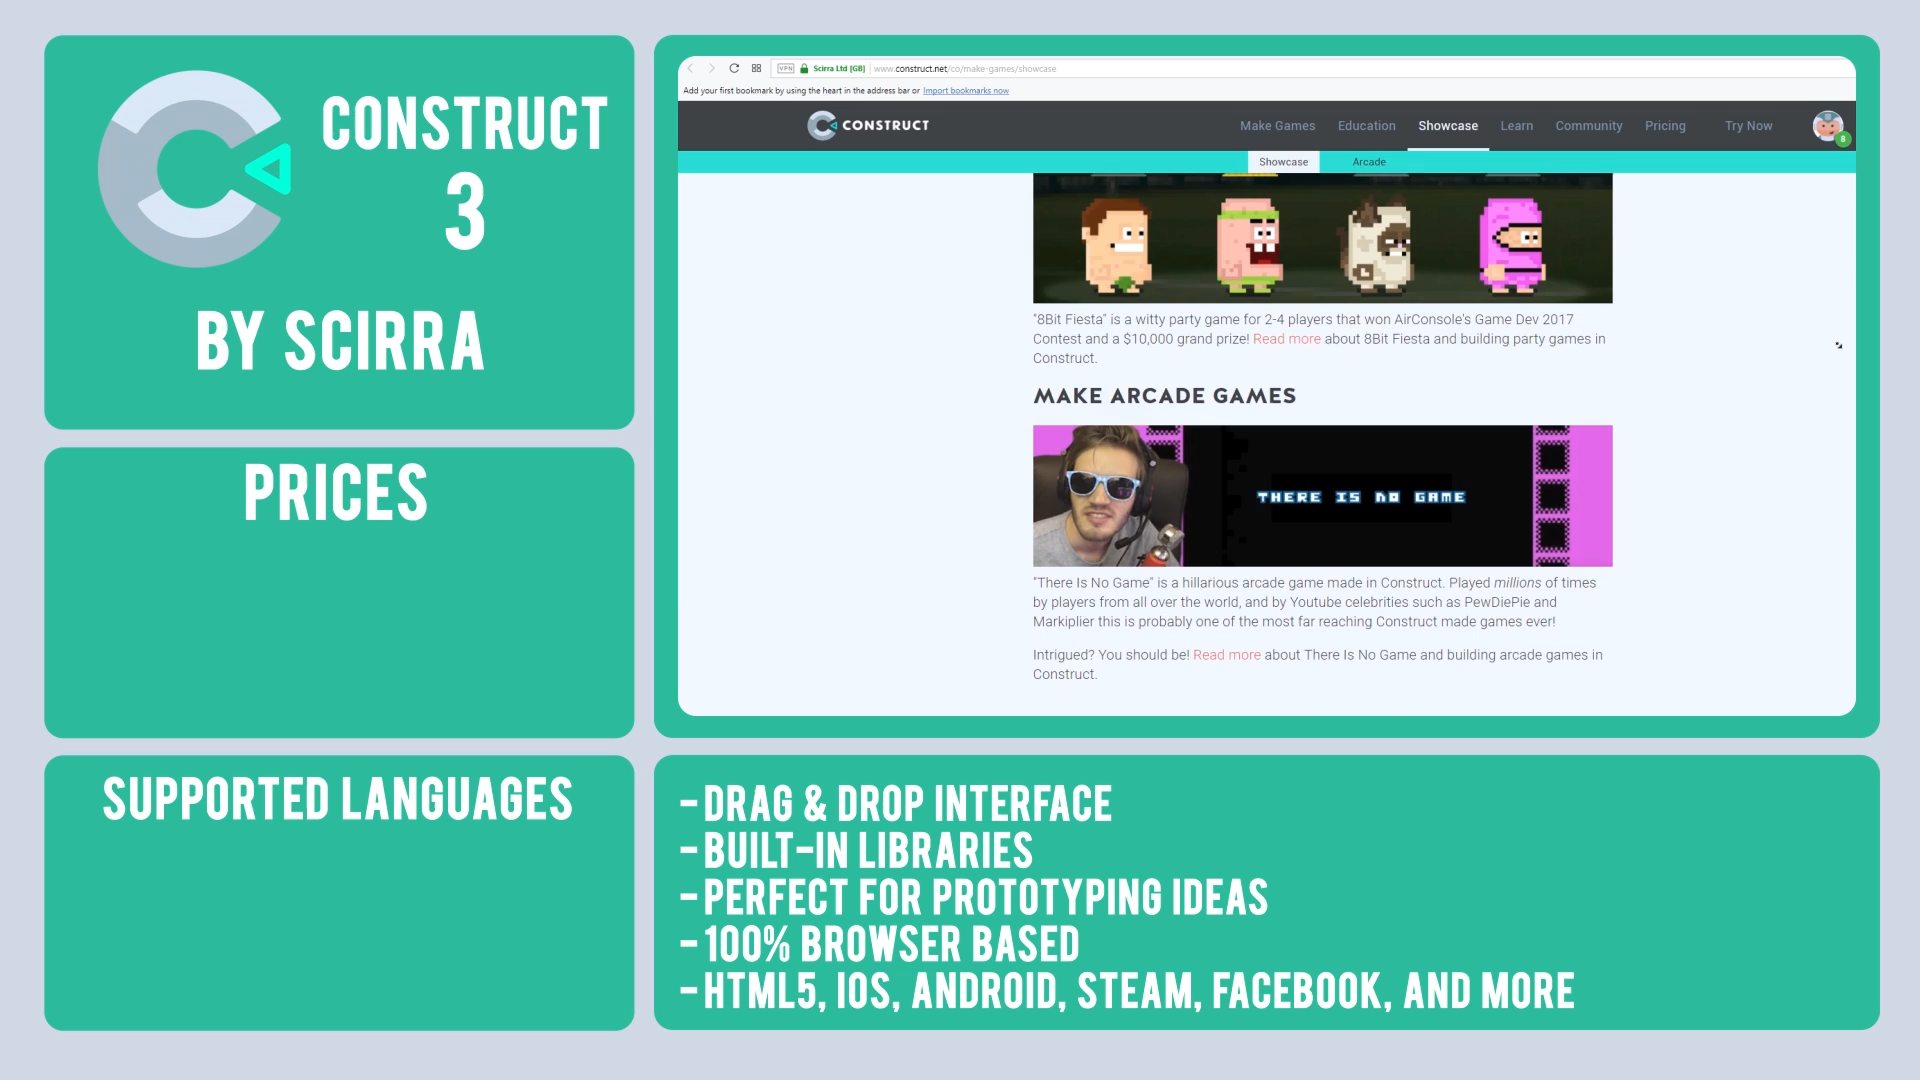 CONSTRUCT
3
BY SCIRRA
PRICES
SUPPORTED LANGUAGES
VPN Scirra Ltd [GB] www.construct.net/co/make-games/showcase
Add your first bookmark by using the heart in the address bar or Import bookmarks now
CONSTRUCT Make Games Education Showcase Learn Community Pricing Try Now 8
Showcase Arcade
"8Bit Fiesta" is a witty party game for 2-4 players that won AirConsole's Game Dev 2017
Contest and a $10,000 grand prize! Read more about 8Bit Fiesta and building party games in
Construct.
MAKE ARCADE GAMES
THERE IS NO GAME
"There Is No Game" is a hillarious arcade game made in Construct. Played millions of times
by players from all over the world, and by Youtube celebrities such as PewDiePie and
Markiplier this is probably one of the most far reaching Construct made games ever!
Intrigued? You should be! Read more about There Is No Game and building arcade games in
Construct.
-DRAG & DROP INTERFACE
-BUILT-IN LIBRARIES
-PERFECT FOR PROTOTYPING IDEAS
-100% BROWSER BASED
-HTML5, IOS, ANDROID, STEAM, FACEBOOK, AND MORE